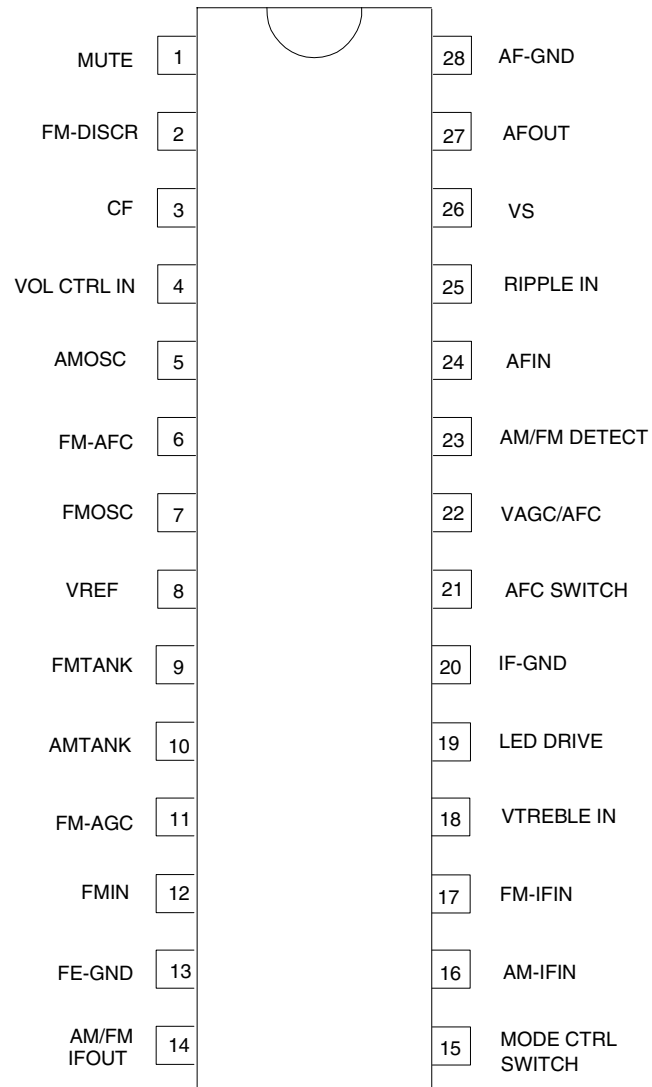 MUTE 1 28 AF-GND
FM-DISCR 2 27 AFOUT
CF 3 26 VS
VOL CTRL IN 4 25 RIPPLE IN
AMOSC 5 24 AFIN
FM-AFC 6 23 AM/FM DETECT
FMOSC 7 22 VAGC/AFC
VREF 8 21 AFC SWITCH
FMTANK 9 20 IF-GND
AMTANK 10 19 LED DRIVE
FM-AGC 11 18 VTREBLE IN
FMIN 12 17 FM-IFIN
FE-GND 13 16 AM-IFIN
AM/FM
IFOUT 14 15 MODE CTRL
SWITCH